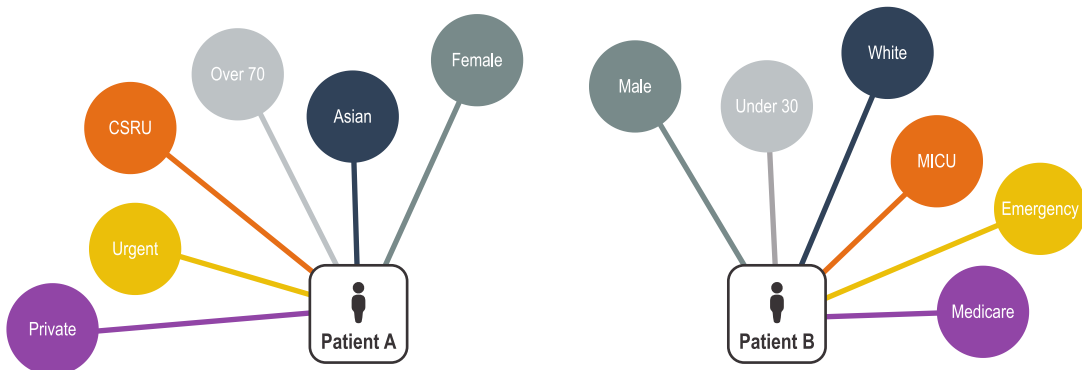 Over 70
Female
CSRU
Asian
Urgent
Private
Patient A
White
Male
Under 30
MICU
Emergency
Medicare
Patient B